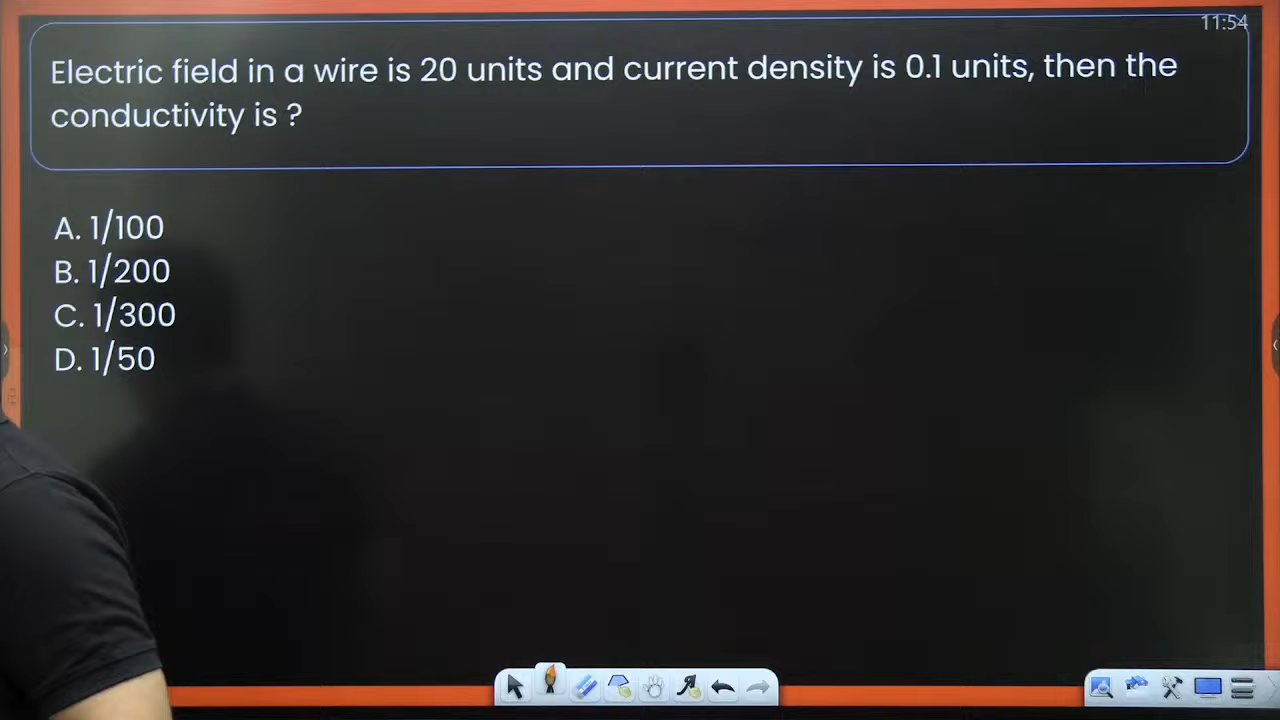 11:54
Electric field in a wire is 20 units and current density is 0.1 units, then the
conductivity is ?
A. 1/100
B. 1/200
C. 1/300
D. 1/50